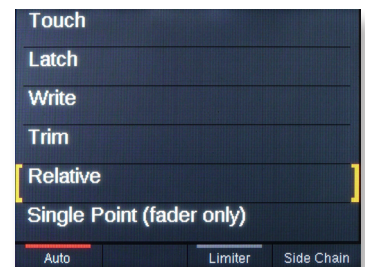 Touch
Latch
Write
Trim
Relative
Single Point (fader only)
Auto Limiter Side Chain